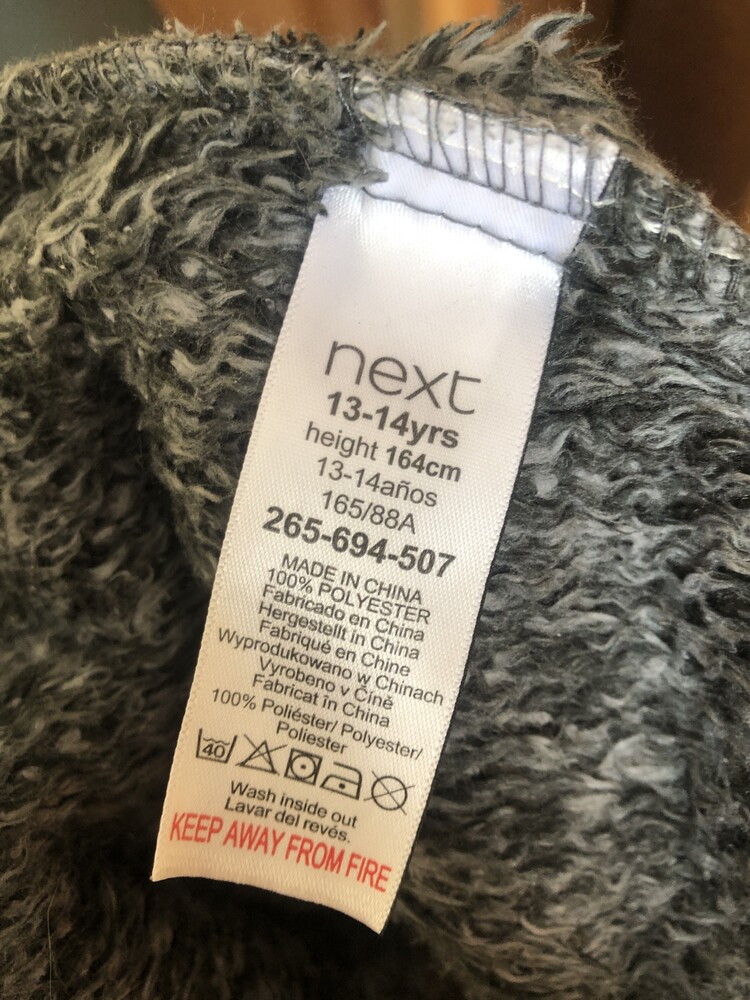 next
13-14yrs
height 164cm
13-14años
165/88A
265-694-507
MADE IN CHINA
100% POLYESTER
Fabricado en China
Hergestellt in China
Fabriqué en Chine
Wyprodukowano w Chinach
Vyrobeno v Číně
Fabricat în China
100% Poliéster/ Polyester/
Poliester
40
Wash inside out
Lavar del revés.
KEEP AWAY FROM FIRE